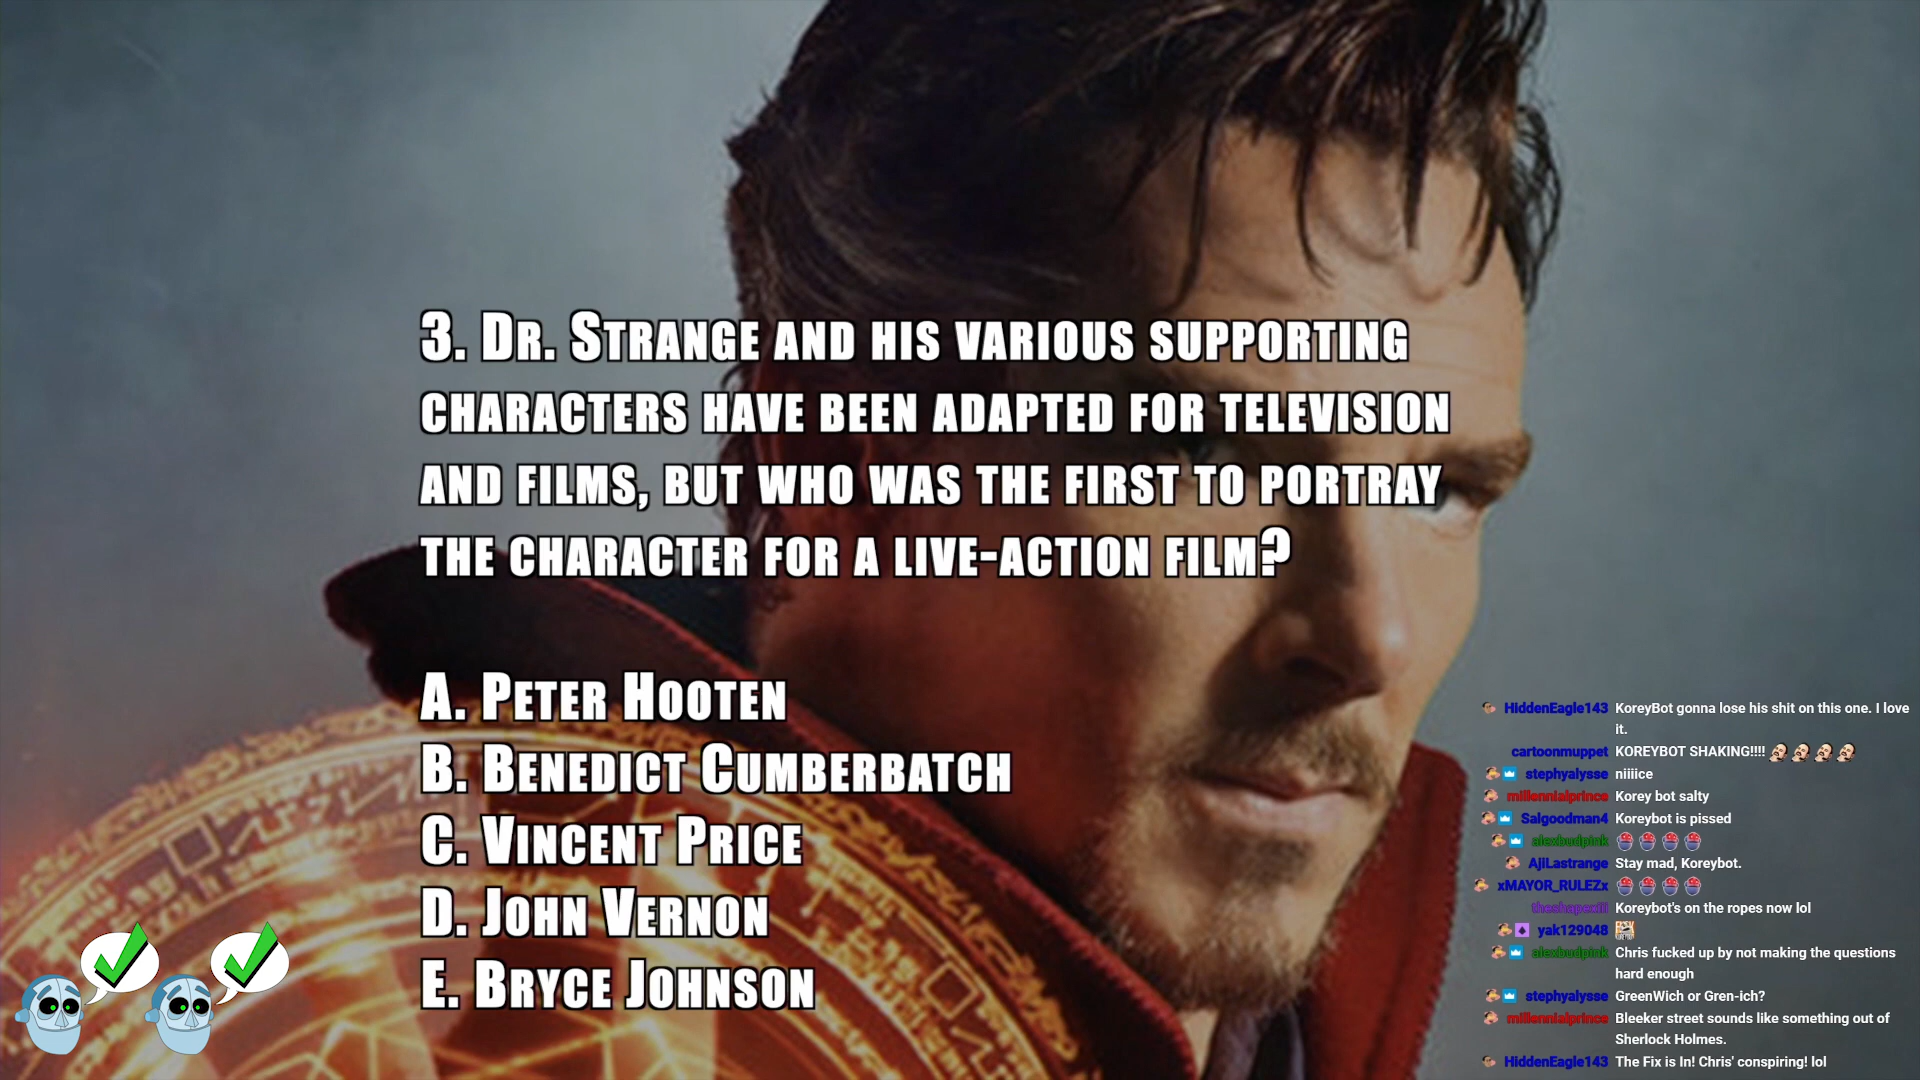 3. Dr. Strange and his various supporting
characters have been adapted for television
and films, but who was the first to portray
the character for a live-action film?
A. Peter Hooten
B. Benedict Cumberbatch
C. Vincent Price
D. John Vernon
E. Bryce Johnson
HiddenEagle143 KoreyBot gonna lose his shit on this one. I love
it.
cartoonmuppet KOREYBOT SHAKING!!!!
stephyalysse niiiice
millennialprince Korey bot salty
Salgoodman4 Koreybot is pissed
alexbudpink
AjiLastrange Stay mad, Koreybot.
xMAYOR_RULEZx
Koreybot's on the ropes now lol
yak129048
alexbudpink Chris fucked up by not making the questions
hard enough
stephyalysse GreenWich or Gren-ich?
millennialprince Bleeker street sounds like something out of
Sherlock Holmes.
HiddenEagle143 The Fix is In! Chris' conspiring! lol